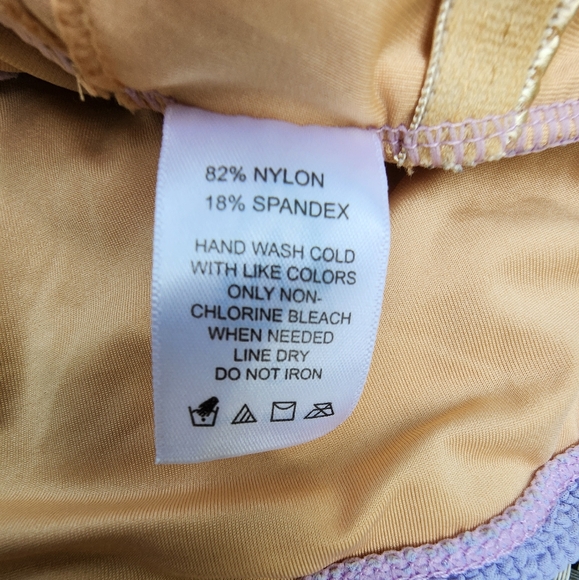 82% NYLON
18% SPANDEX
HAND WASH COLD
WITH LIKE COLORS
ONLY NON-
CHLORINE BLEACH
WHEN NEEDED
LINE DRY
DO NOT IRON